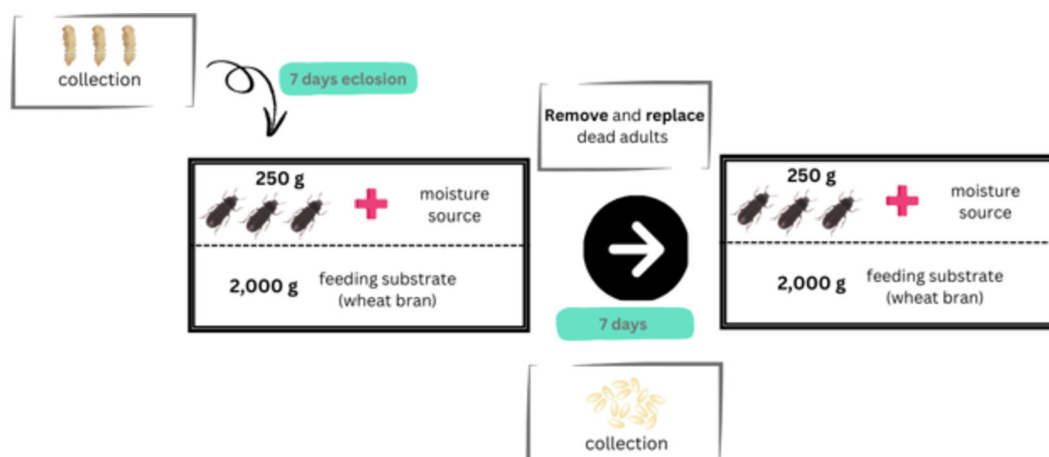 collection
7 days eclosion
Remove and replace
dead adults
250 g
moisture
source
2,000 g
feeding substrate
(wheat bran)
7 days
collection
250 g
moisture
source
2,000 g
feeding substrate
(wheat bran)